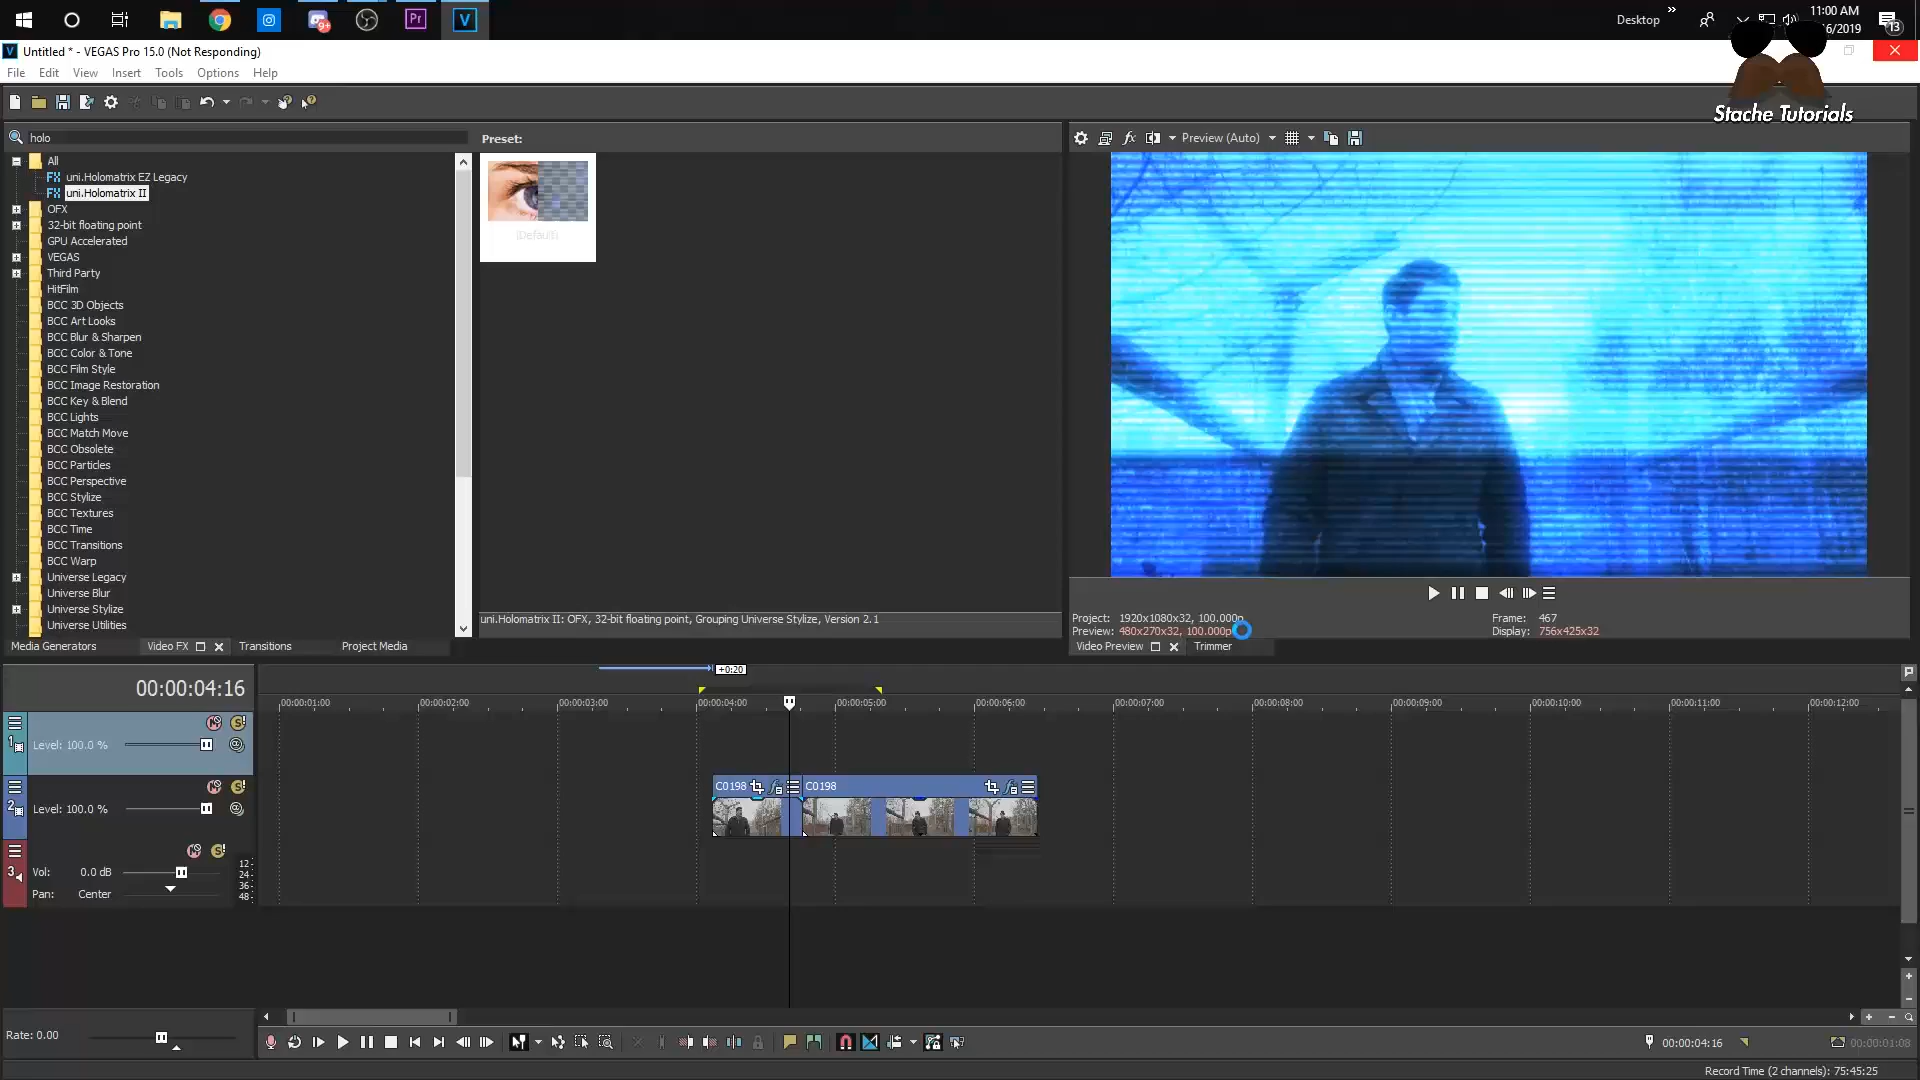 Desktop
11:00 AM
6/2019
13
Untitled * - VEGAS Pro 15.0 (Not Responding)
File Edit View Insert Tools Options Help
Stache Tutorials
holo
Preset:
Preview (Auto)
All
uni.Holomatrix EZ Legacy
uni.Holomatrix II
OFX
32-bit floating point
GPU Accelerated
VEGAS
Third Party
HitFilm
BCC 3D Objects
BCC Art Looks
BCC Blur & Sharpen
BCC Color & Tone
BCC Film Style
BCC Image Restoration
BCC Key & Blend
BCC Lights
BCC Match Move
BCC Obsolete
BCC Particles
BCC Perspective
BCC Stylize
BCC Textures
BCC Time
BCC Transitions
BCC Warp
Universe Legacy
Universe Blur
Universe Stylize
Universe Utilities
(Default)
uni.Holomatrix II: OFX, 32-bit floating point, Grouping Universe Stylize, Version 2.1
Project: 1920x1080x32, 100.000p
Frame: 467
Preview: 480x270x32, 100.000p
Display: 756x425x32
Media Generators Video FX Transitions Project Media
Video Preview Trimmer
+0:20
00:00:04:16
00:00:01:00 00:00:02:00 00:00:03:00 00:00:04:00 00:00:05:00 00:00:06:00 00:00:07:00 00:00:08:00 00:00:09:00 00:00:10:00 00:00:11:00 00:00:12:00
1 Level: 100.0 %
C0198 C0198
2 Level: 100.0 %
3 Vol: 0.0 dB
Pan: Center
12
24
36
48
Rate: 0.00
00:00:04:16
00:00:01:08
Record Time (2 channels): 75:45:25